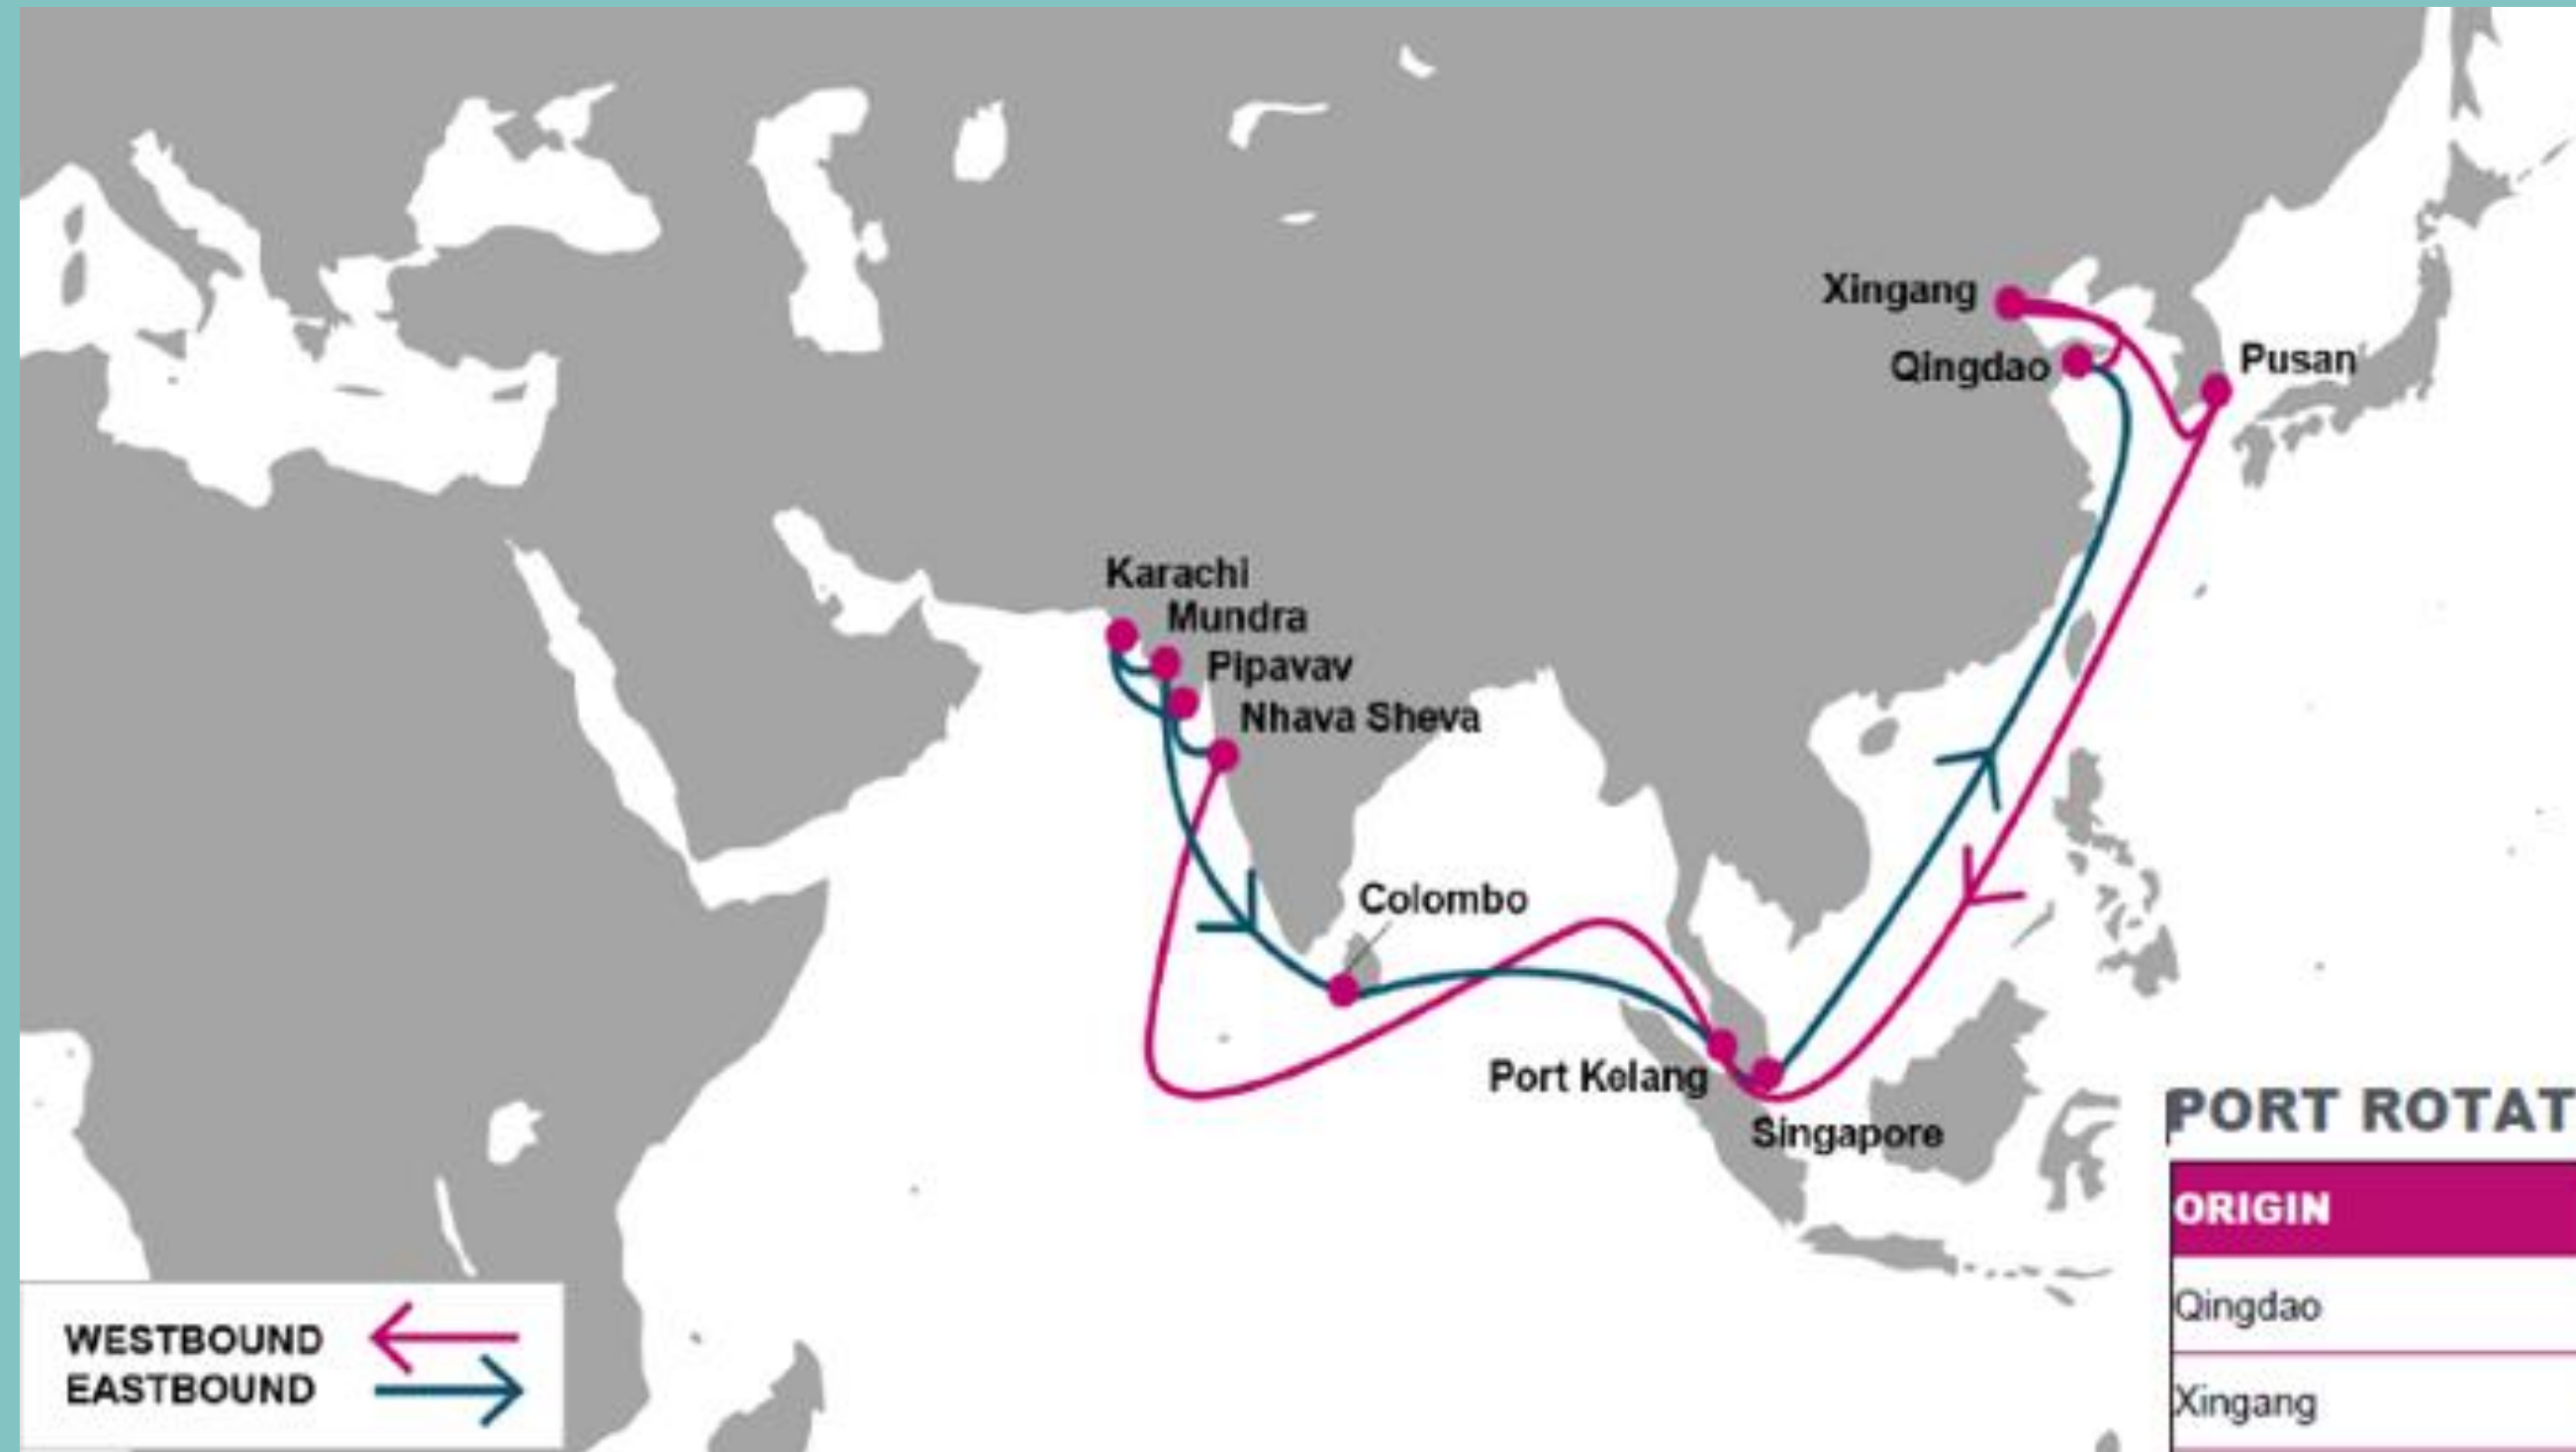 Xingang
Qingdao
Pusan
Karachi
Mundra
Pipavav
Nhava Sheva
Colombo
Port Kelang
Singapore
PORT ROTAT
ORIGIN
Qingdao
Xingang
WESTBOUND
EASTBOUND